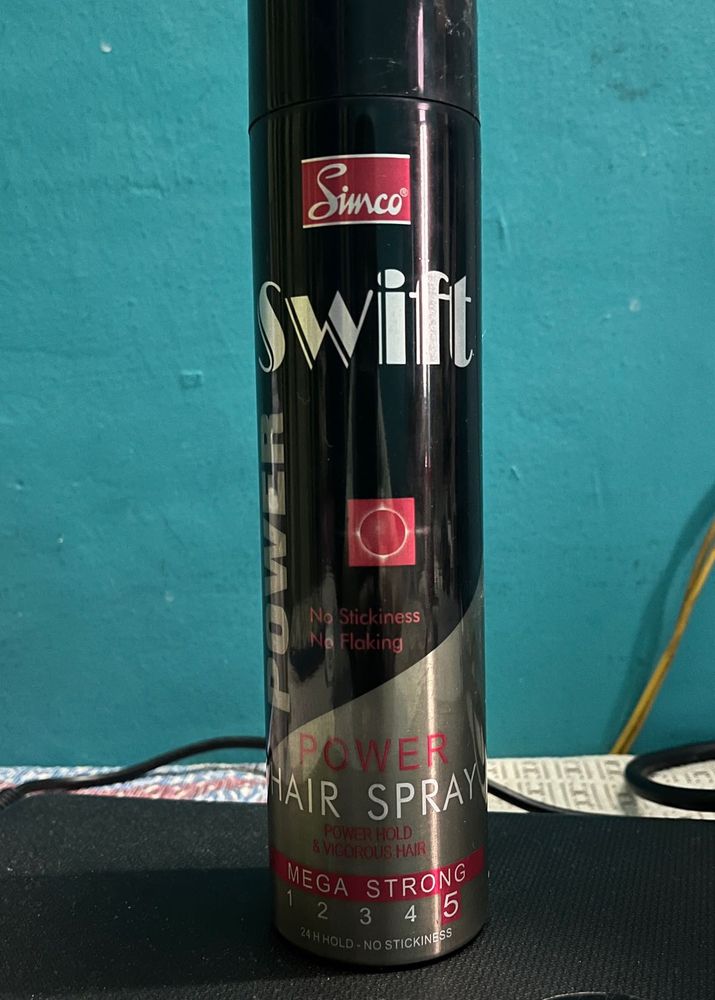 Simco®
Swift
POWER
No Stickiness
No Flaking
POWER
HAIR SPRAY
POWER HOLD
& VIGOROUS HAIR
MEGA STRONG
1 2 3 4 5
24 H HOLD - NO STICKINESS